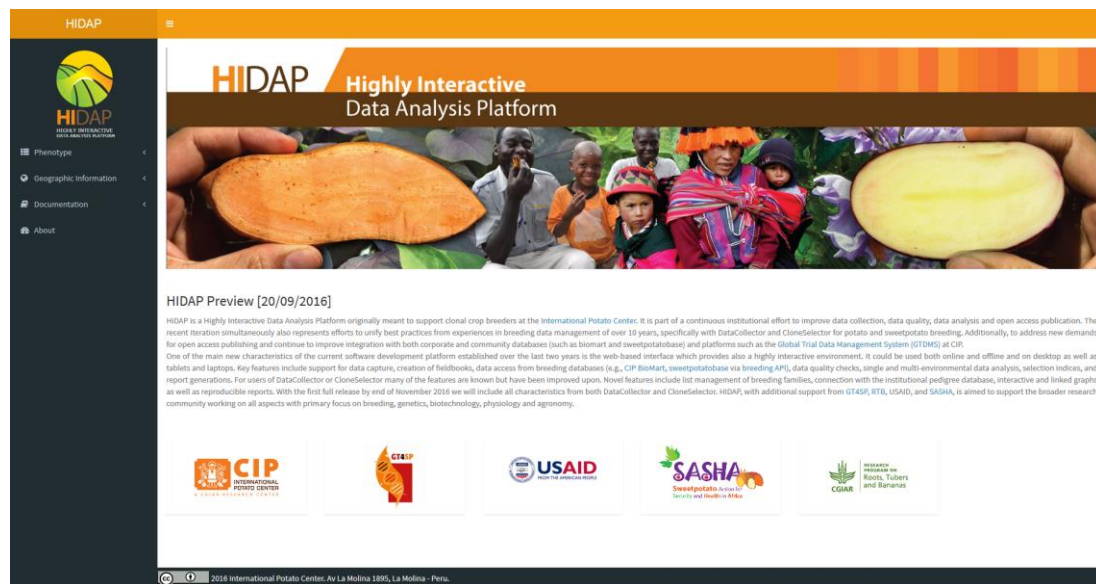 HIDAP
HIDAP
HIGHLY INTERACTIVE
DATA ANALYSIS PLATFORM
Phenotype
Geographic Information
Documentation
About
HIDAP
Highly Interactive
Data Analysis Platform
HIDAP Preview [20/09/2016]
HIDAP is a Highly Interactive Data Analysis Platform originally meant to support clonal crop breeders at the International Potato Center. It is part of a continuous institutional effort to improve data collection, data quality, data analysis and open access publication. The
recent iteration simultaneously also represents efforts to unify best practices from experiences in breeding data management of over 10 years, specifically with DataCollector and CloneSelector for potato and sweetpotato breeding. Additionally, to address new demands
for open access publishing and continue to improve integration with both corporate and community databases (such as biomart and sweetpotatobase) and platforms such as the Global Trial Data Management System (GTDMS) at CIP.
One of the main new characteristics of the current software development platform established over the last two years is the web-based interface which provides also a highly interactive environment. It could be used both online and offline and on desktop as well as
tablets and laptops. Key features include support for data capture, creation of fieldbooks, data access from breeding databases (e.g., CIP BioMart, sweetpotatobase via breeding API), data quality checks, single and multi-environmental data analysis, selection indices, and
report generations. For users of DataCollector or CloneSelector many of the features are known but have been improved upon. Novel features include list management of breeding families, connection with the institutional pedigree database, interactive and linked graphs
as well as reproducible reports. With the first full release by end of November 2016 we will include all characteristics from both DataCollector and CloneSelector. HIDAP, with additional support from GT4SP, RTB, USAID, and SASHA, is aimed to support the broader research
community working on all aspects with primary focus on breeding, genetics, biotechnology, physiology and agronomy.
CIP
INTERNATIONAL
POTATO CENTER
A CGIAR RESEARCH CENTER
GT4SP
USAID
FROM THE AMERICAN PEOPLE
SASHA
Sweetpotato Action for
Security and Health in Africa
CGIAR
RESEARCH
PROGRAM ON
Roots, Tubers
and Bananas
cc
2016 International Potato Center. Av La Molina 1895, La Molina - Peru.